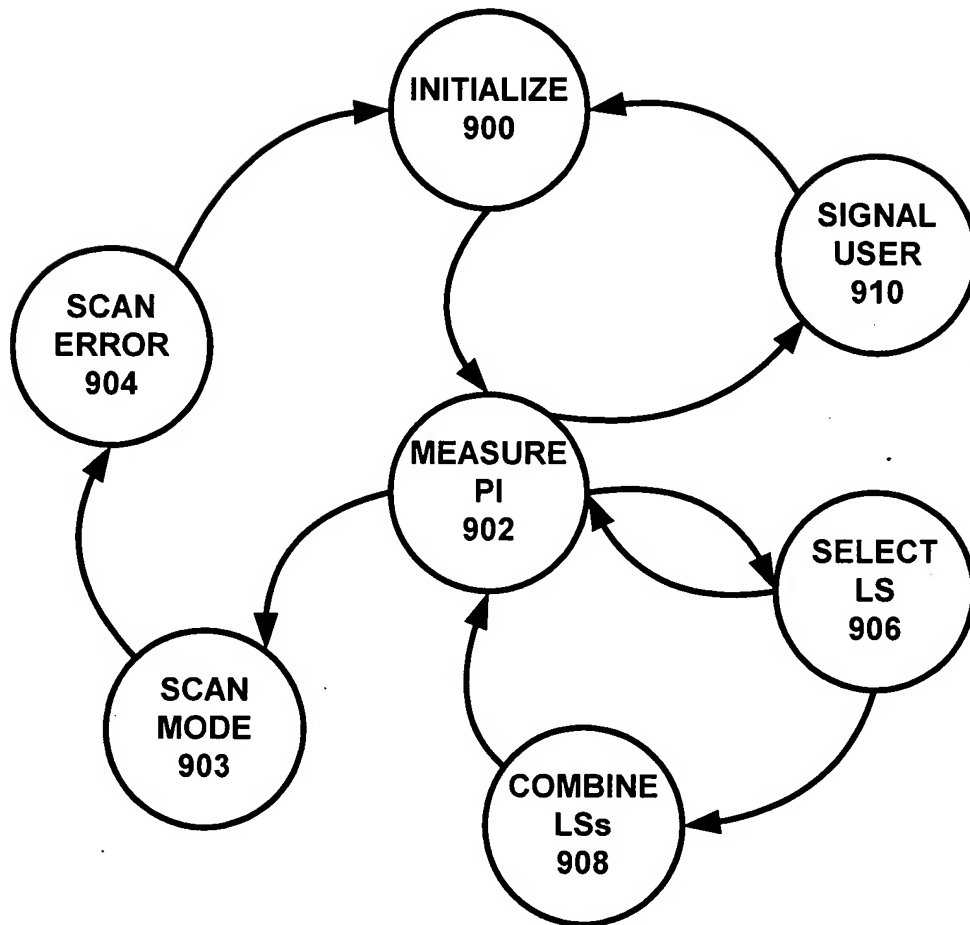 INITIALIZE
900
SIGNAL
USER
910
SCAN
ERROR
904
MEASURE
PI
902
SELECT
LS
906
SCAN
MODE
903
COMBINE
LSs
908